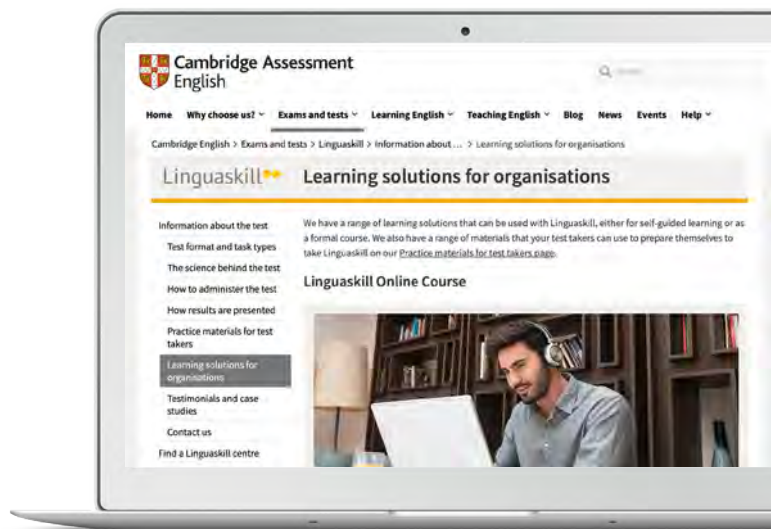 Cambridge Assessment
English
Home Why choose us? Exams and tests Learning English Teaching English Blog News Events Help
Cambridge English > Exams and tests > Linguaskill > Information about ... > Learning solutions for organisations
Linguaskill
Learning solutions for organisations
Information about the test
Test format and task types
The science behind the test
How to administer the test
How results are presented
Practice materials for test
takers
Learning solutions for
organisations
Testimonials and case
studies
Contact us
Find a Linguaskill centre
We have a range of learning solutions that can be used with Linguaskill, either for self-guided learning or as
a formal course. We also have a range of materials that your test takers can use to prepare themselves to
take Linguaskill on our Practice materials for test takers page.
Linguaskill Online Course